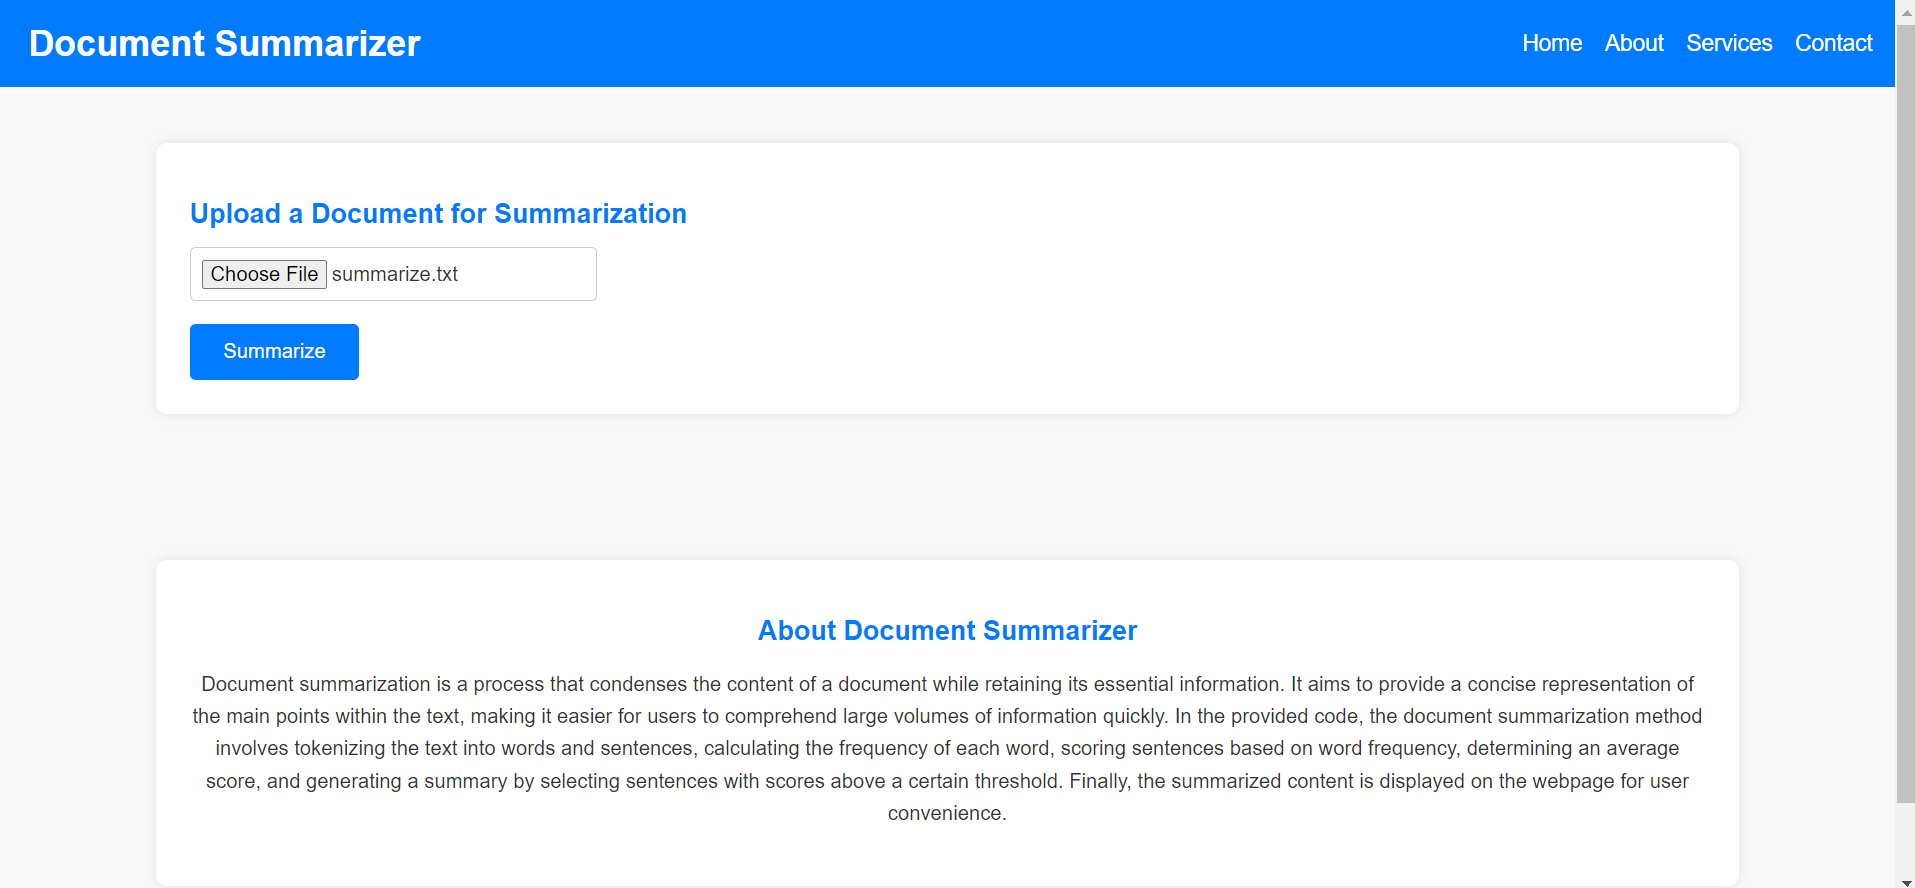 Document Summarizer
Home About Services Contact
Upload a Document for Summarization
Choose File summarize.txt
Summarize
About Document Summarizer
Document summarization is a process that condenses the content of a document while retaining its essential information. It aims to provide a concise representation of
the main points within the text, making it easier for users to comprehend large volumes of information quickly. In the provided code, the document summarization method
involves tokenizing the text into words and sentences, calculating the frequency of each word, scoring sentences based on word frequency, determining an average
score, and generating a summary by selecting sentences with scores above a certain threshold. Finally, the summarized content is displayed on the webpage for user
convenience.